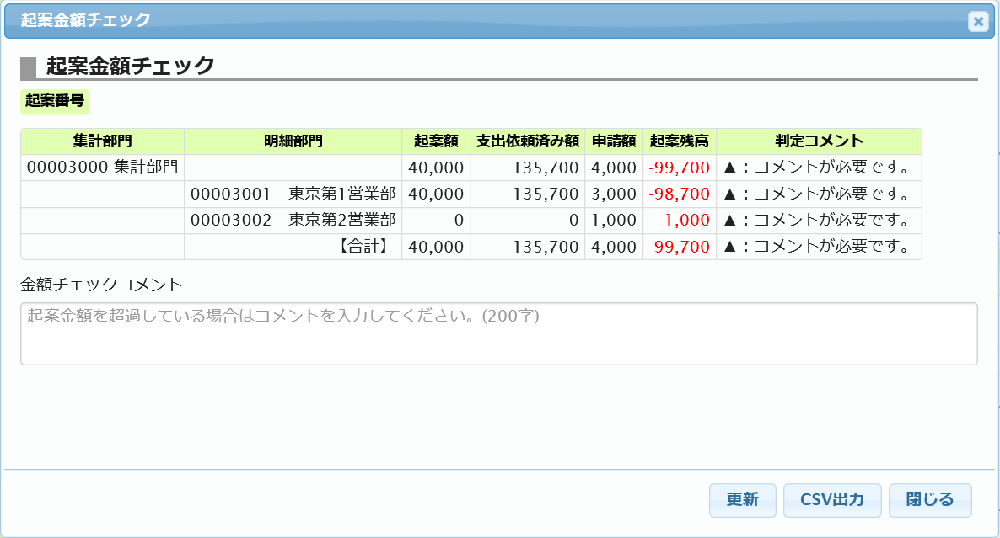 起案金額チェック
起案金額チェック
起案番号
集計部門 明細部門 起案額 支出依頼済み額 申請額 起案残高 判定コメント
00003000 集計部門 40,000 135,700 4,000 -99,700 ▲：コメントが必要です。
00003001　東京第1営業部 40,000 135,700 3,000 -98,700 ▲：コメントが必要です。
00003002　東京第2営業部 0 0 1,000 -1,000 ▲：コメントが必要です。
【合計】 40,000 135,700 4,000 -99,700 ▲：コメントが必要です。
金額チェックコメント
起案金額を超過している場合はコメントを入力してください。(200字)
更新 CSV出力 閉じる